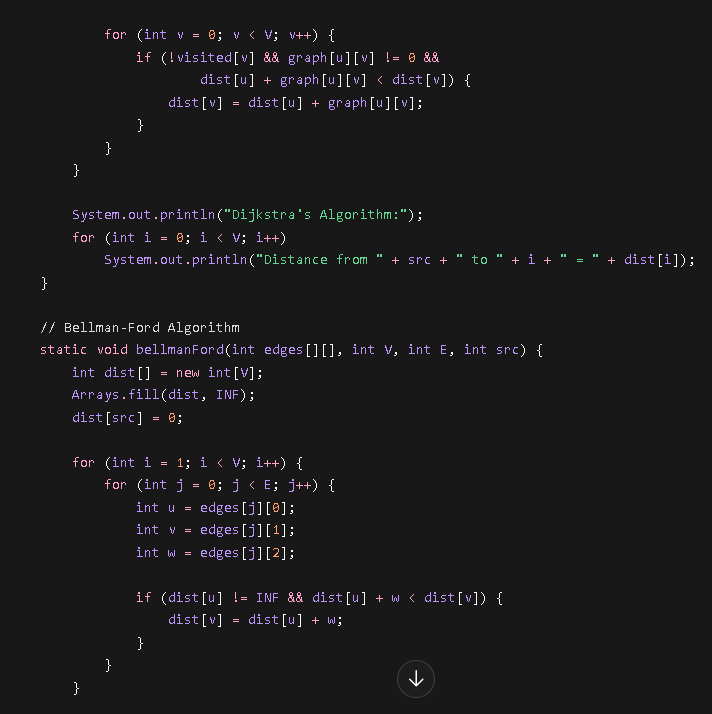 for (int v = 0; v < V; v++) {
if (!visited[v] && graph[u][v] != 0 &&
dist[u] + graph[u][v] < dist[v]) {
dist[v] = dist[u] + graph[u][v];
}
}
}
System.out.println("Dijkstra's Algorithm:");
for (int i = 0; i < V; i++)
System.out.println("Distance from " + src + " to " + i + " = " + dist[i]);
}
// Bellman-Ford Algorithm
static void bellmanFord(int edges[][], int V, int E, int src) {
int dist[] = new int[V];
Arrays.fill(dist, INF);
dist[src] = 0;
for (int i = 1; i < V; i++) {
for (int j = 0; j < E; j++) {
int u = edges[j][0];
int v = edges[j][1];
int w = edges[j][2];
if (dist[u] != INF && dist[u] + w < dist[v]) {
dist[v] = dist[u] + w;
}
}
}